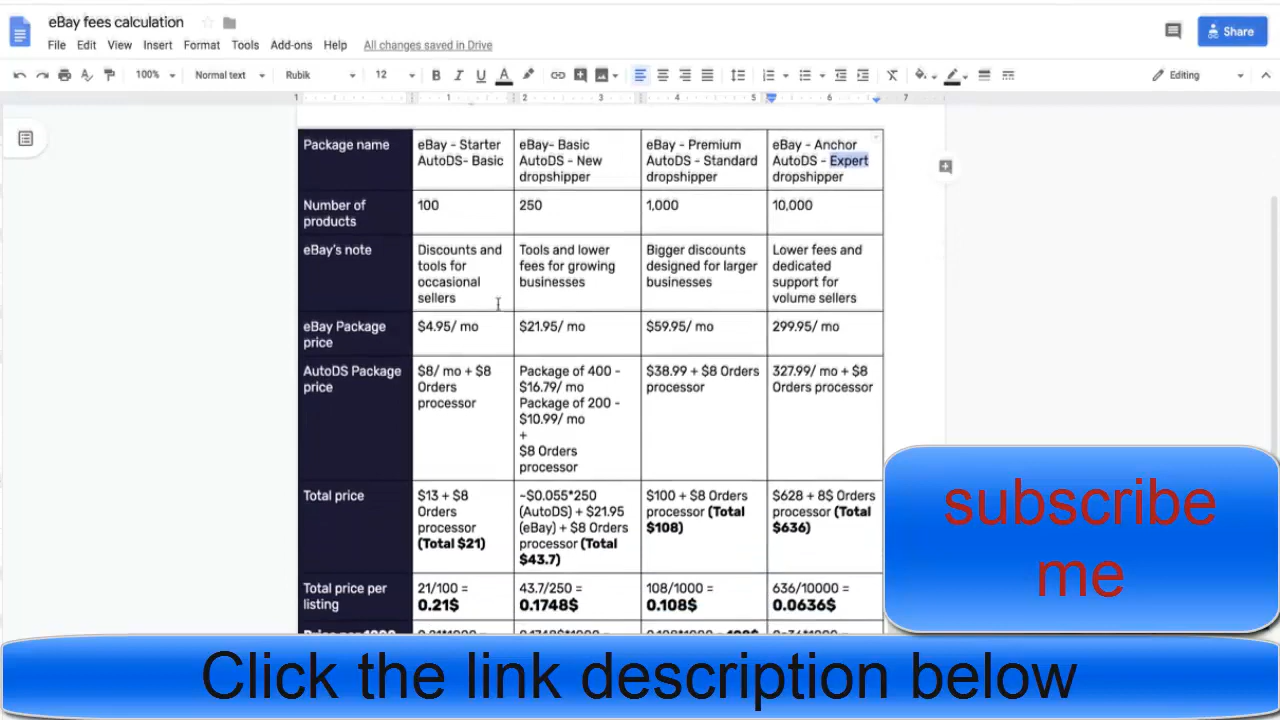 eBay fees calculation
File Edit View Insert Format Tools Add-ons Help All changes saved in Drive
Share
100% Normal text Rubik 12 B I U A Editing
1 1 2 3 4 5 6 7
Package name
eBay - Starter
AutoDS- Basic
eBay- Basic
AutoDS - New
dropshipper
eBay - Premium
AutoDS - Standard
dropshipper
eBay - Anchor
AutoDS - Expert
dropshipper
Number of
products
100
250
1,000
10,000
eBay's note
Discounts and
tools for
occasional
sellers
Tools and lower
fees for growing
businesses
Bigger discounts
designed for larger
businesses
Lower fees and
dedicated
support for
volume sellers
eBay Package
price
$4.95/ mo
$21.95/ mo
$59.95/ mo
299.95/ mo
AutoDS Package
price
$8/ mo + $8
Orders
processor
Package of 400 -
$16.79/ mo
Package of 200 -
$10.99/ mo
+
$8 Orders
processor
$38.99 + $8 Orders
processor
327.99/ mo + $8
Orders processor
Total price
$13 + $8
Orders
processor
(Total $21)
~$0.055*250
(AutoDS) + $21.95
(eBay) + $8 Orders
processor (Total
$43.7)
$100 + $8 Orders
processor (Total
$108)
$628 + 8$ Orders
processor (Total
$636)
Total price per
listing
21/100 =
0.21$
43.7/250 =
0.1748$
108/1000 =
0.108$
636/10000 =
0.0636$
subscribe
me
Click the link description below